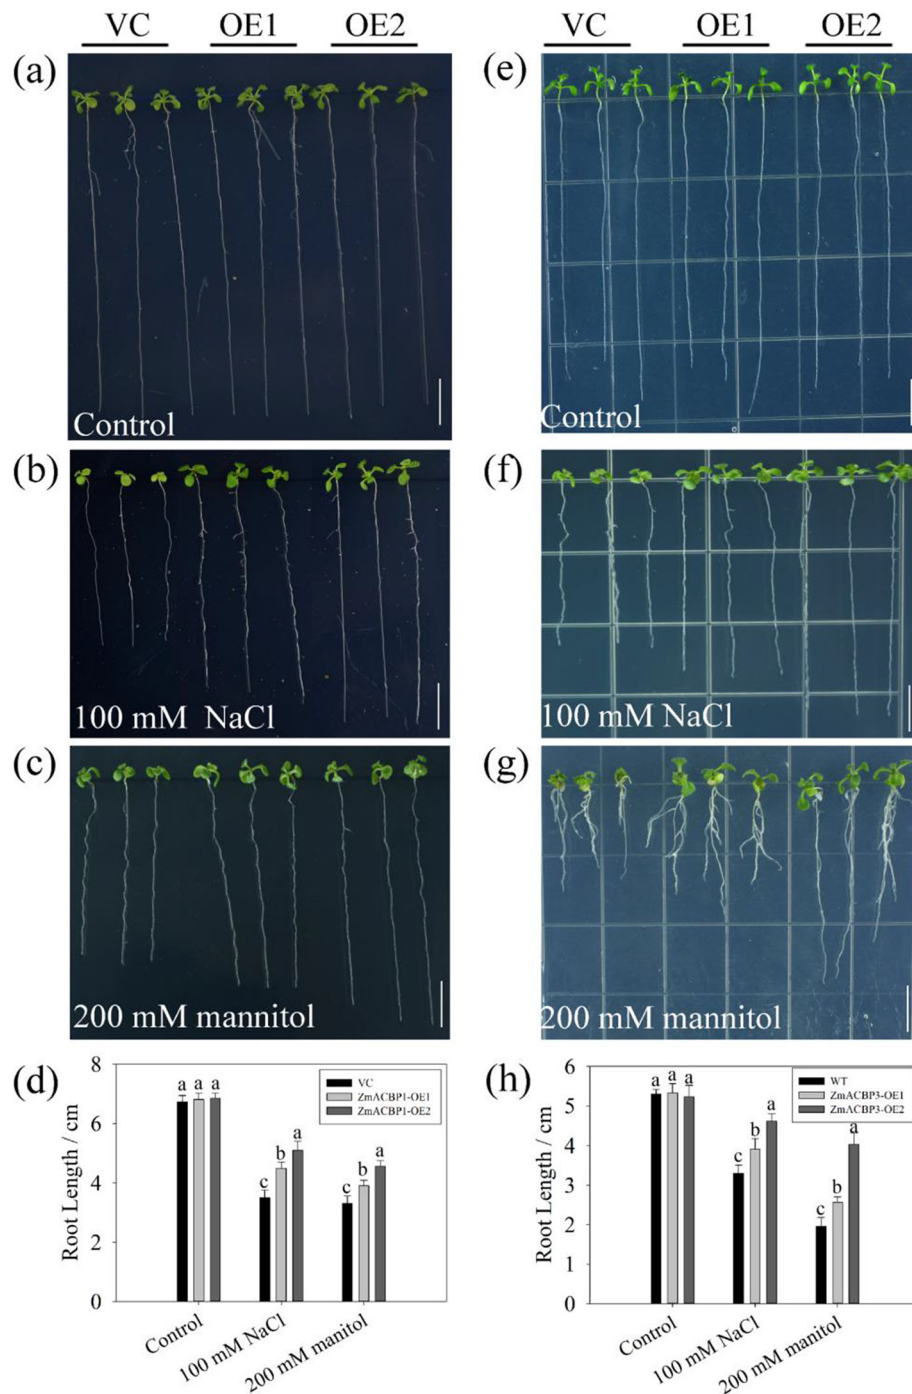 VC OE1 OE2
VC OE1 OE2
(a)
Control
(e)
Control
(b)
100 mM NaCl
(f)
100 mM NaCl
(c)
200 mM mannitol
(g)
200 mM mannitol
(d)
Root Length / cm
8
6
4
2
0
a a a
c b a
c b a
VC
ZmACBP1-OE1
ZmACBP1-OE2
Control
100 mM NaCl
200 mM manitol
(h)
Root Length / cm
6
5
4
3
2
1
0
a a a
c b a
c b a
WT
ZmACBP3-OE1
ZmACBP3-OE2
Control
100 mM NaCl
200 mM manitol